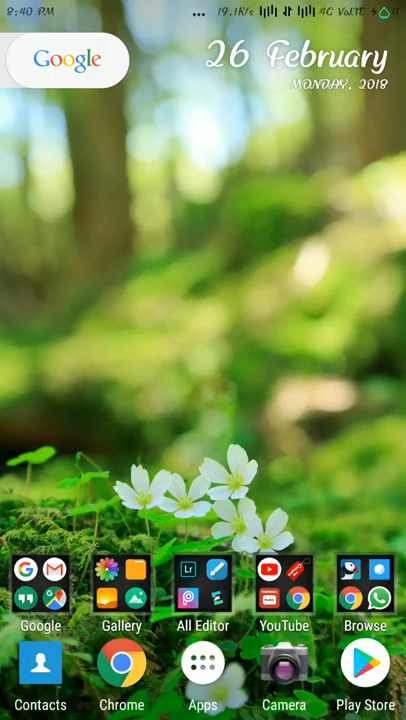 8:40 PM ... 19.1K/s 4G VoLTE
Google
26 February
MONDAY, 2018
Lr
Google Gallery All Editor YouTube Browse
Contacts Chrome Apps Camera Play Store